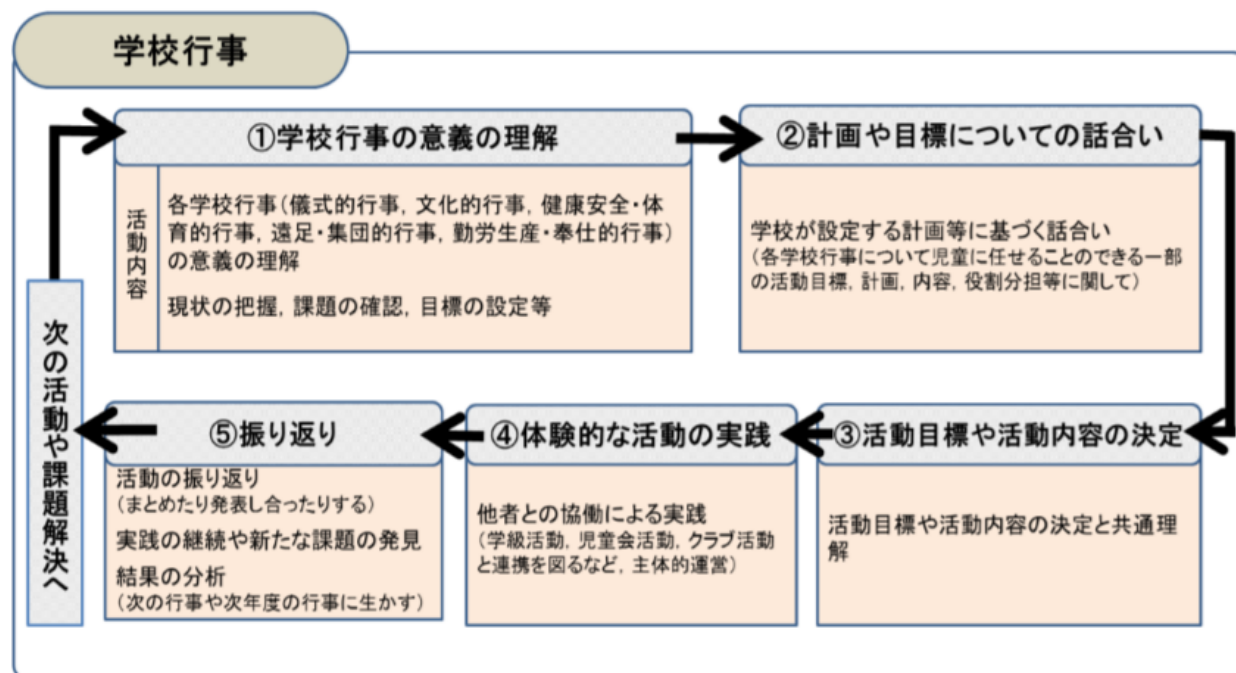 学校行事
①学校行事の意義の理解
活動内容
各学校行事(儀式的行事, 文化的行事, 健康安全・体
育的行事, 遠足・集団的行事, 勤労生産・奉仕的行事)
の意義の理解
現状の把握, 課題の確認, 目標の設定等
②計画や目標についての話合い
学校が設定する計画等に基づく話合い
(各学校行事について児童に任せることのできる一部
の活動目標, 計画, 内容, 役割分担等に関して)
③活動目標や活動内容の決定
活動目標や活動内容の決定と共通理
解
④体験的な活動の実践
他者との協働による実践
(学級活動, 児童会活動, クラブ活動
と連携を図るなど, 主体的運営)
⑤振り返り
活動の振り返り
(まとめたり発表し合ったりする)
実践の継続や新たな課題の発見
結果の分析
(次の行事や次年度の行事に生かす)
次の活動や課題解決へ